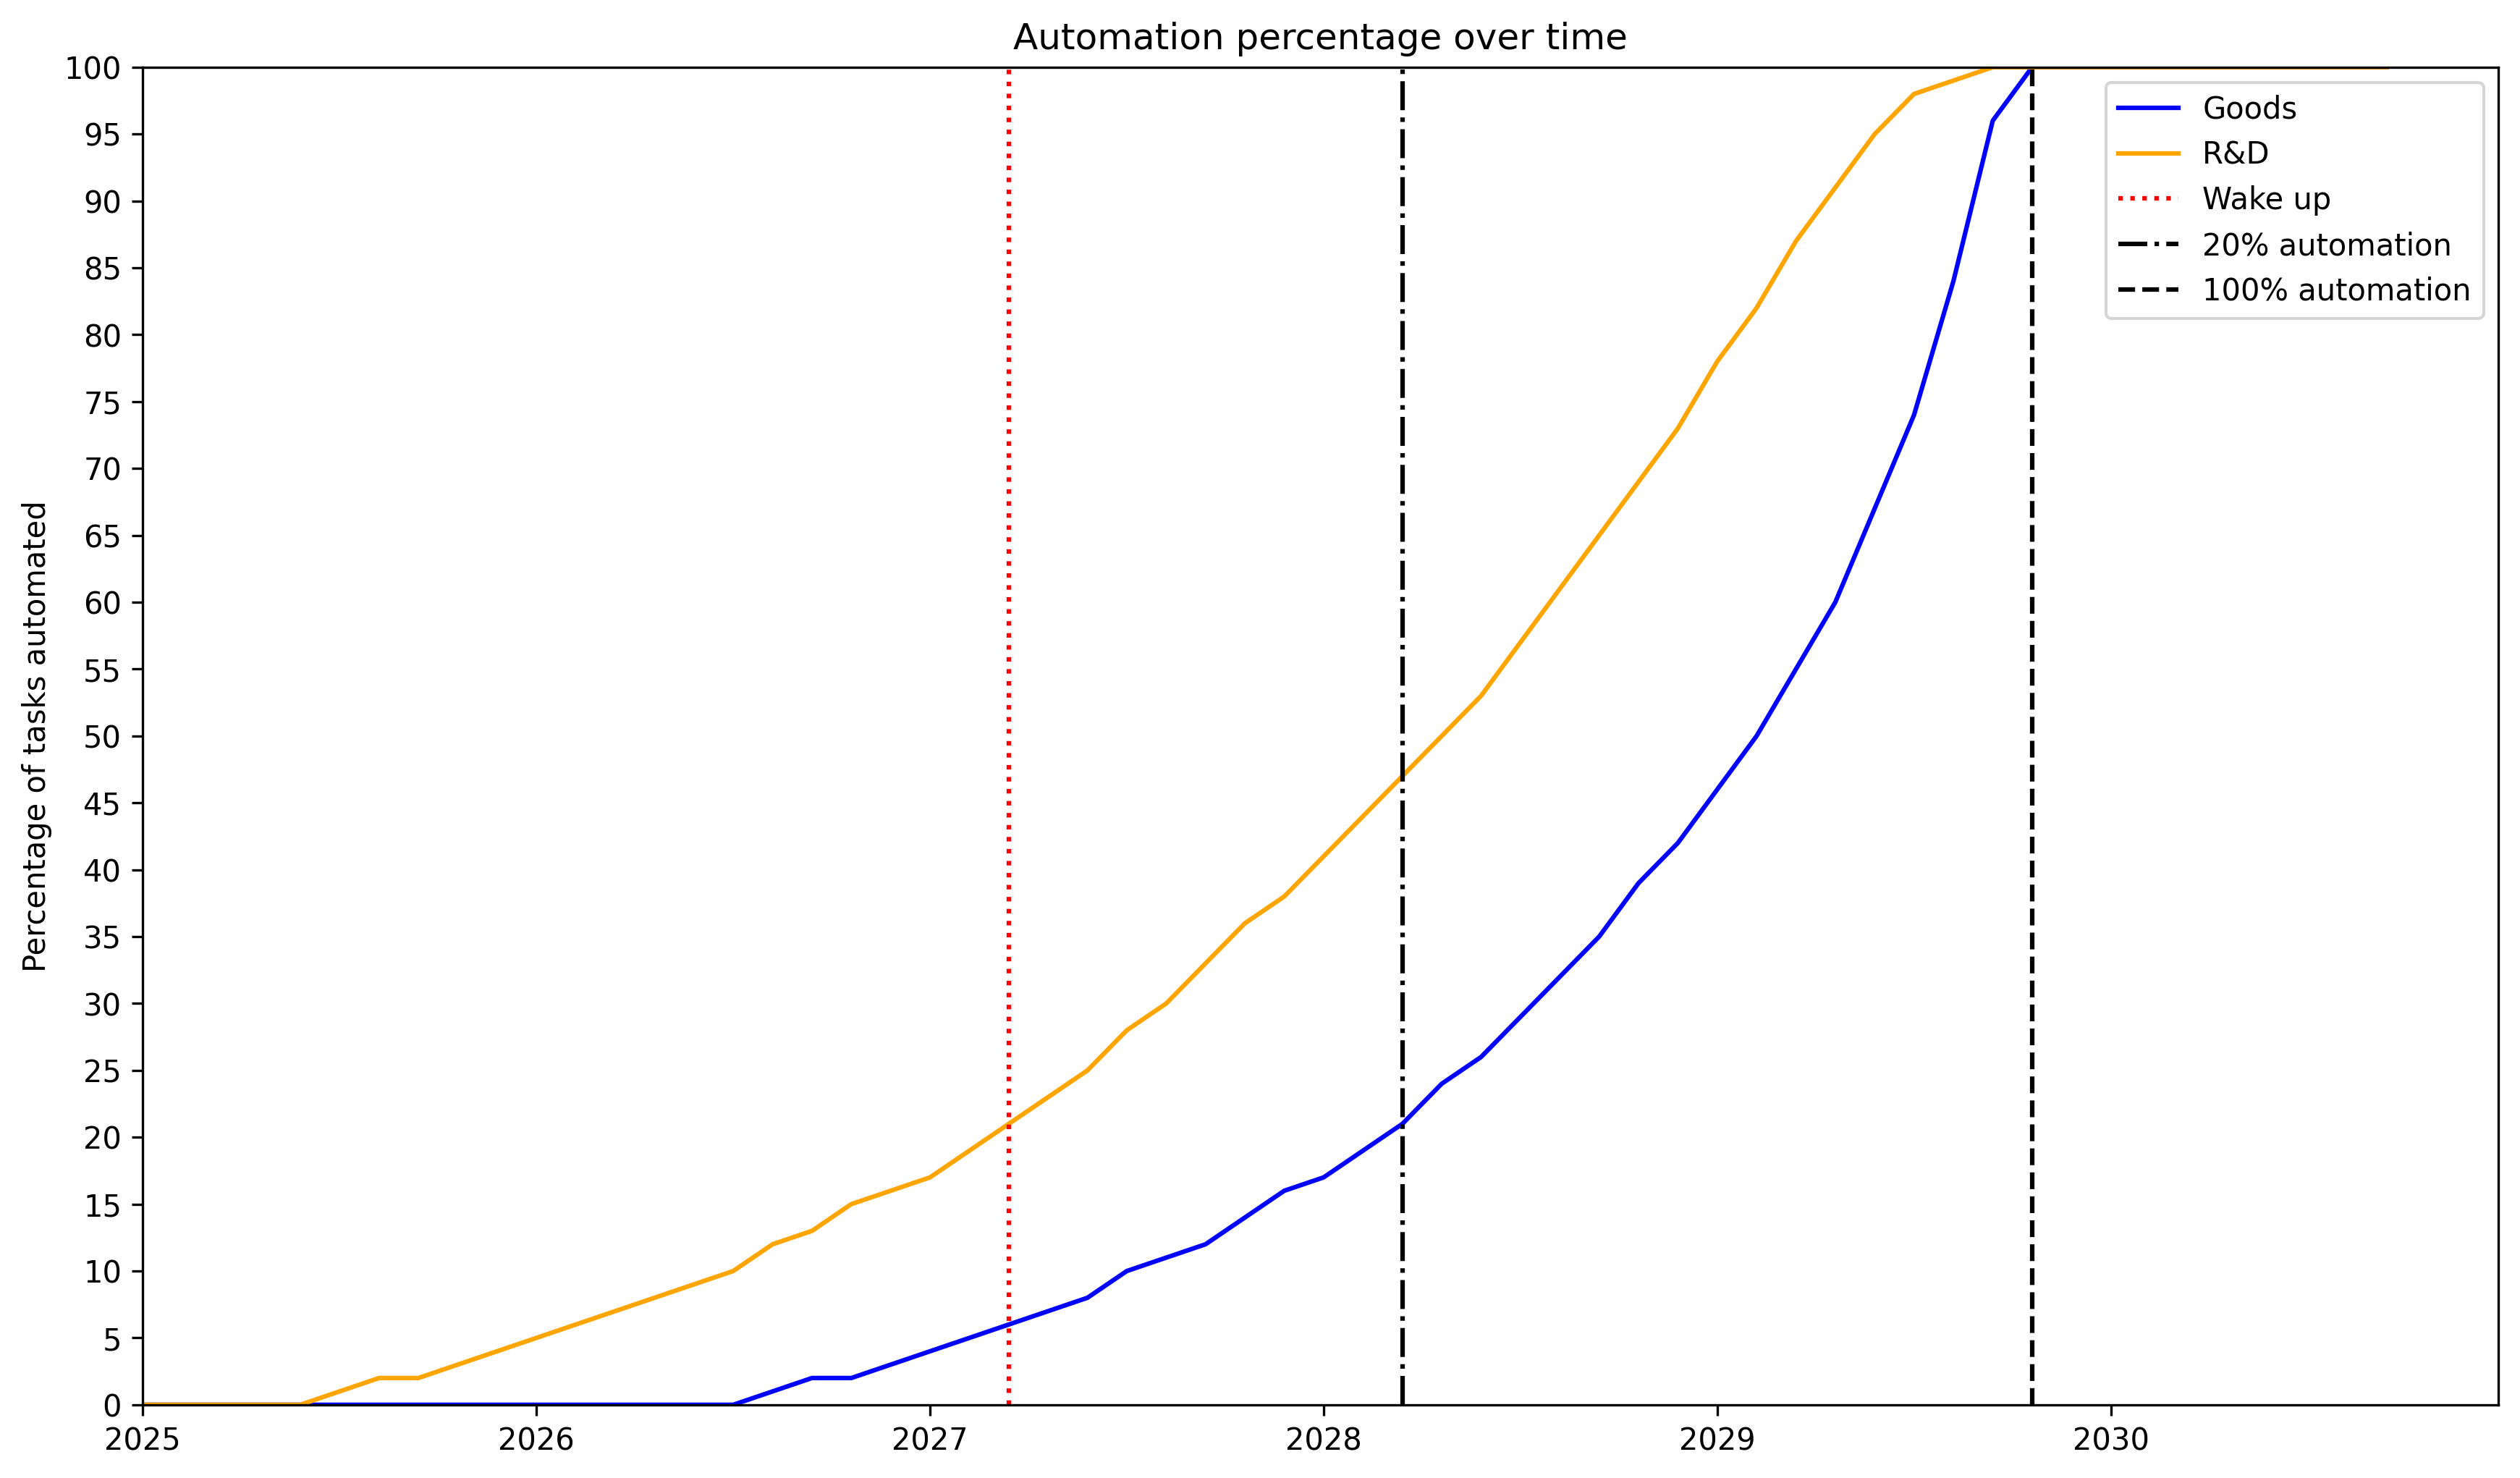 Automation percentage over time
Percentage of tasks automated
100
95
90
85
80
75
70
65
60
55
50
45
40
35
30
25
20
15
10
5
0
2025 2026 2027 2028 2029 2030
Goods
R&D
Wake up
20% automation
100% automation